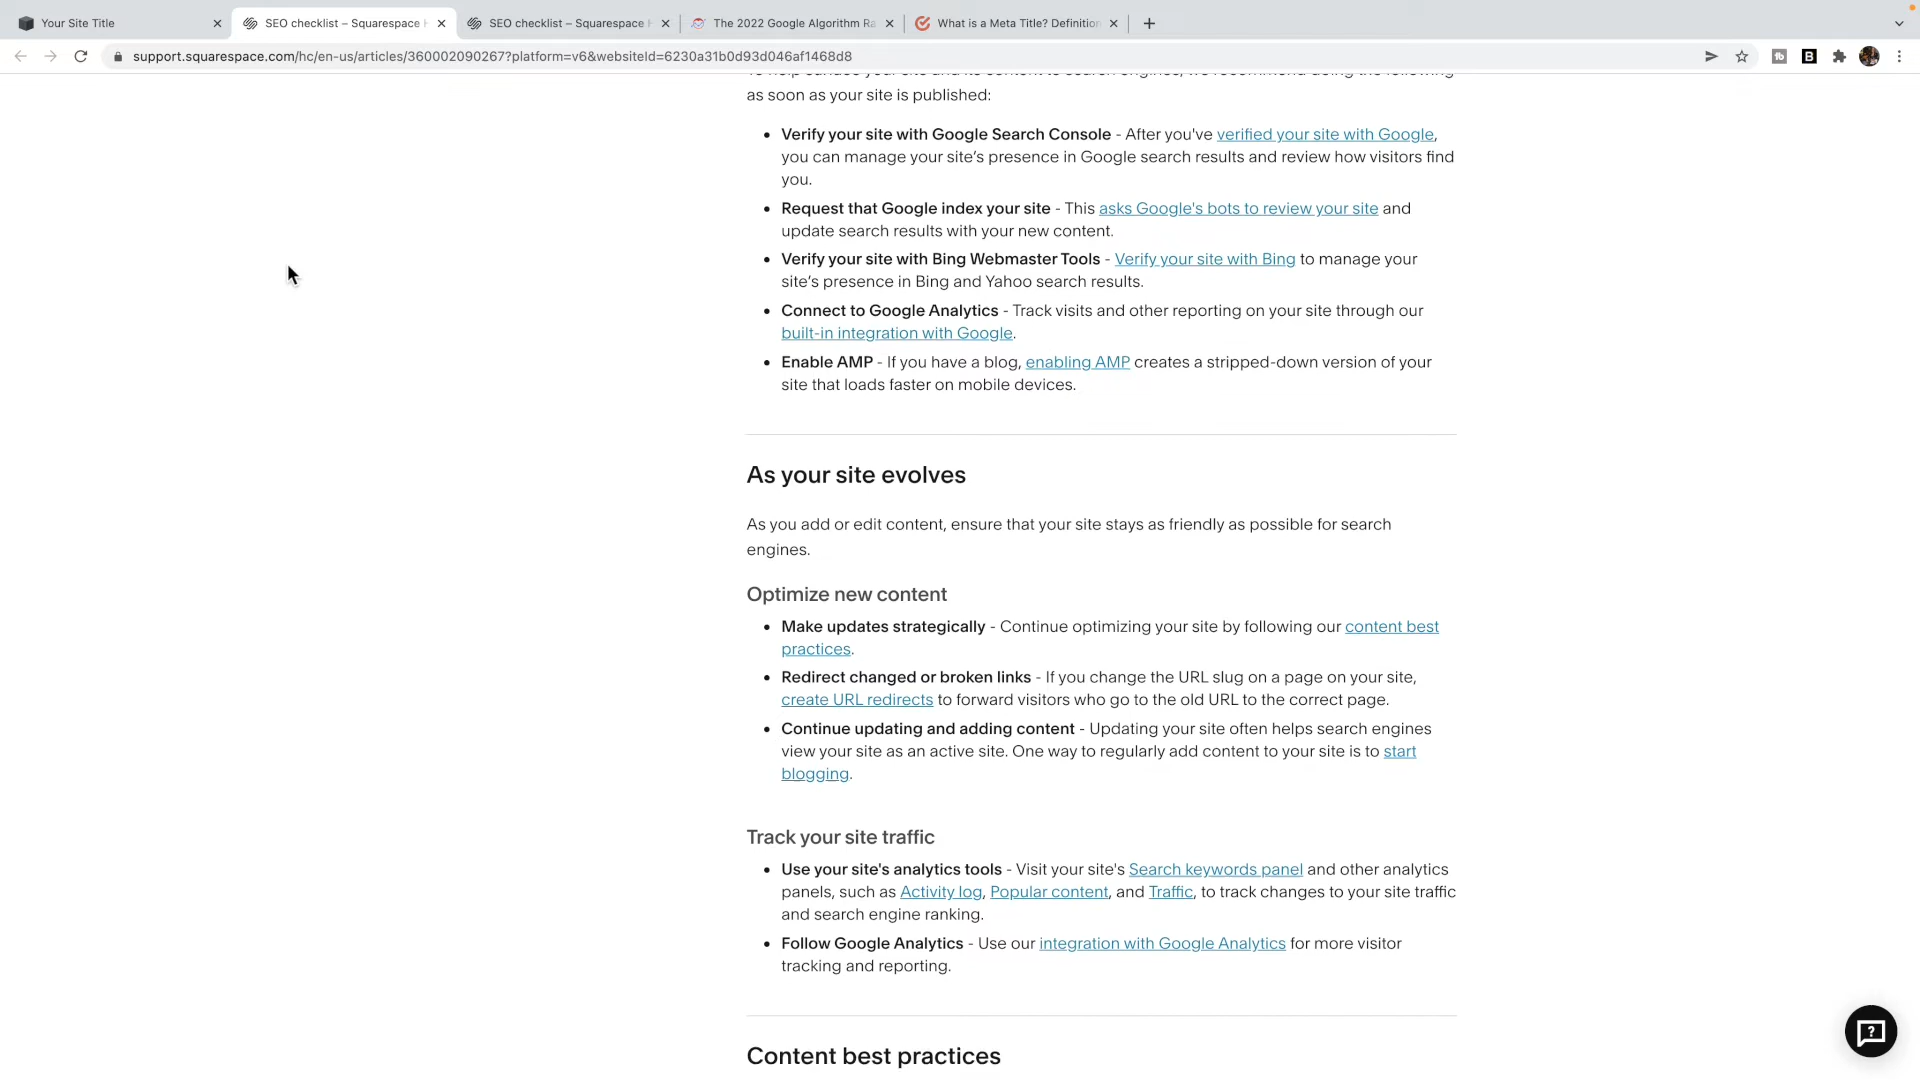 Your Site Title
SEO checklist – Squarespace H
SEO checklist – Squarespace H
The 2022 Google Algorithm Ra
What is a Meta Title? Definition
support.squarespace.com/hc/en-us/articles/360002090267?platform=v6&websiteId=6230a31b0d93d046af1468d8
as soon as your site is published:
Verify your site with Google Search Console - After you've verified your site with Google,
you can manage your site’s presence in Google search results and review how visitors find
you.
Request that Google index your site - This asks Google's bots to review your site and
update search results with your new content.
Verify your site with Bing Webmaster Tools - Verify your site with Bing to manage your
site’s presence in Bing and Yahoo search results.
Connect to Google Analytics - Track visits and other reporting on your site through our
built-in integration with Google.
Enable AMP - If you have a blog, enabling AMP creates a stripped-down version of your
site that loads faster on mobile devices.
As your site evolves
As you add or edit content, ensure that your site stays as friendly as possible for search
engines.
Optimize new content
Make updates strategically - Continue optimizing your site by following our content best
practices.
Redirect changed or broken links - If you change the URL slug on a page on your site,
create URL redirects to forward visitors who go to the old URL to the correct page.
Continue updating and adding content - Updating your site often helps search engines
view your site as an active site. One way to regularly add content to your site is to start
blogging.
Track your site traffic
Use your site's analytics tools - Visit your site's Search keywords panel and other analytics
panels, such as Activity log, Popular content, and Traffic, to track changes to your site traffic
and search engine ranking.
Follow Google Analytics - Use our integration with Google Analytics for more visitor
tracking and reporting.
Content best practices